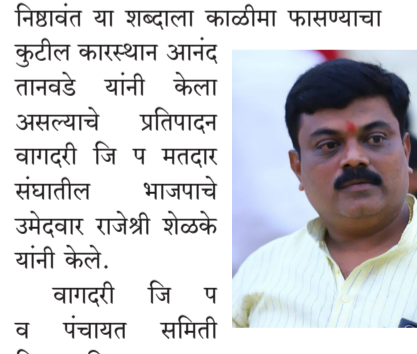 निष्ठावंत या शब्दाला काळीमा फासण्याचा
कुटील कारस्थान आनंद
तानवडे यांनी केला
असल्याचे प्रतिपादन
वागदरी जि प मतदार
संघातील भाजपाचे
उमेदवार राजेश्री शेळके
यांनी केले.
वागदरी जि प
व पंचायत समिती